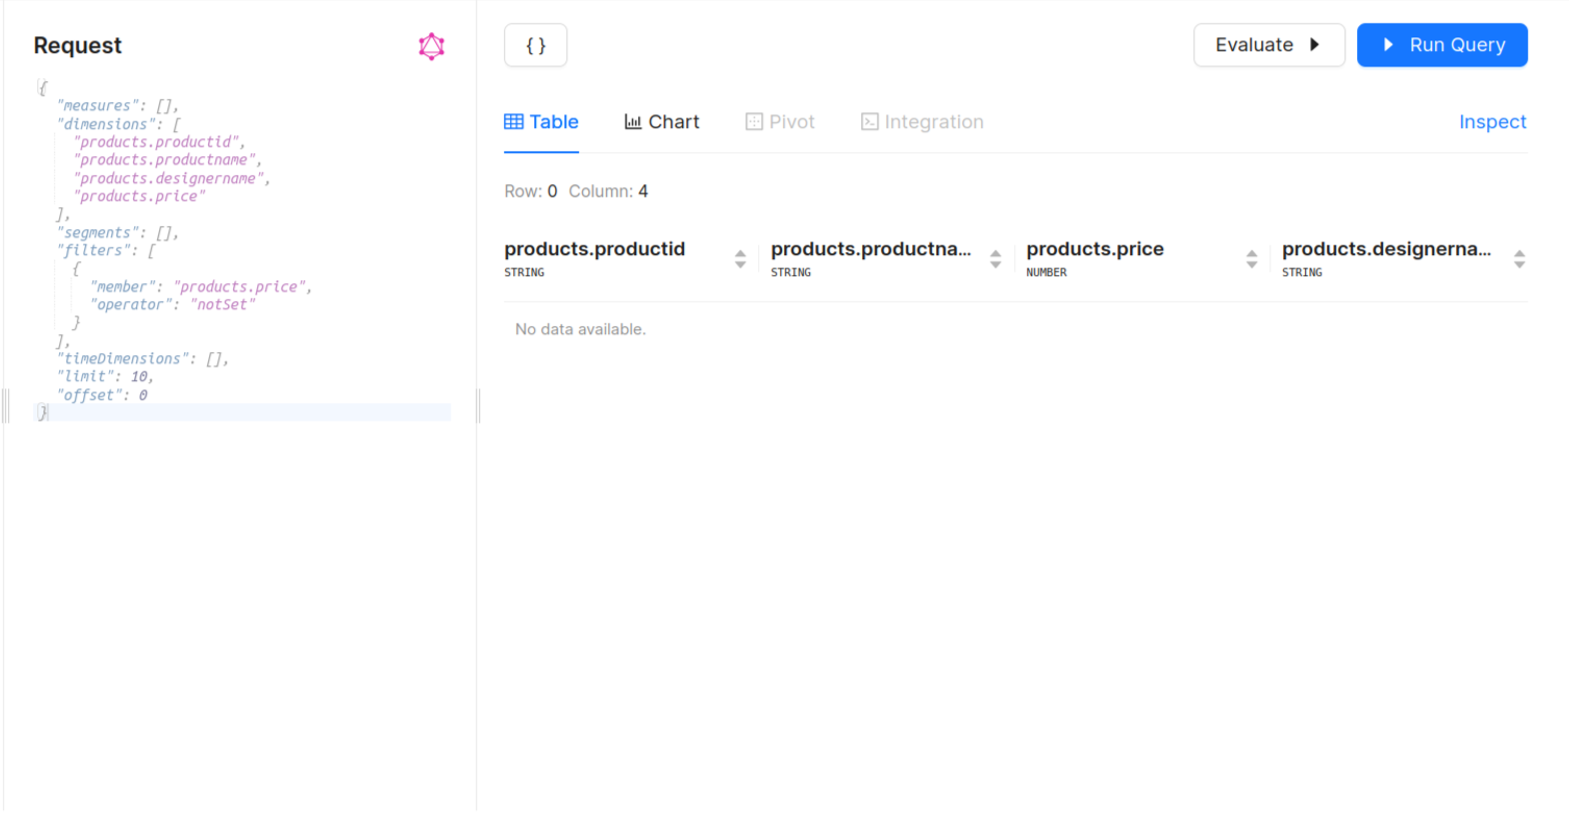 Request
{
"measures": [],
"dimensions": [
"products.productid",
"products.productname",
"products.designername",
"products.price"
],
"segments": [],
"filters": [
{
"member": "products.price",
"operator": "notSet"
}
],
"timeDimensions": [],
"limit": 10,
"offset": 0
}
{ }
Evaluate
Run Query
Table Chart Pivot Integration
Inspect
Row: 0 Column: 4
products.productid products.productna... products.price products.designerna...
STRING STRING NUMBER STRING
No data available.